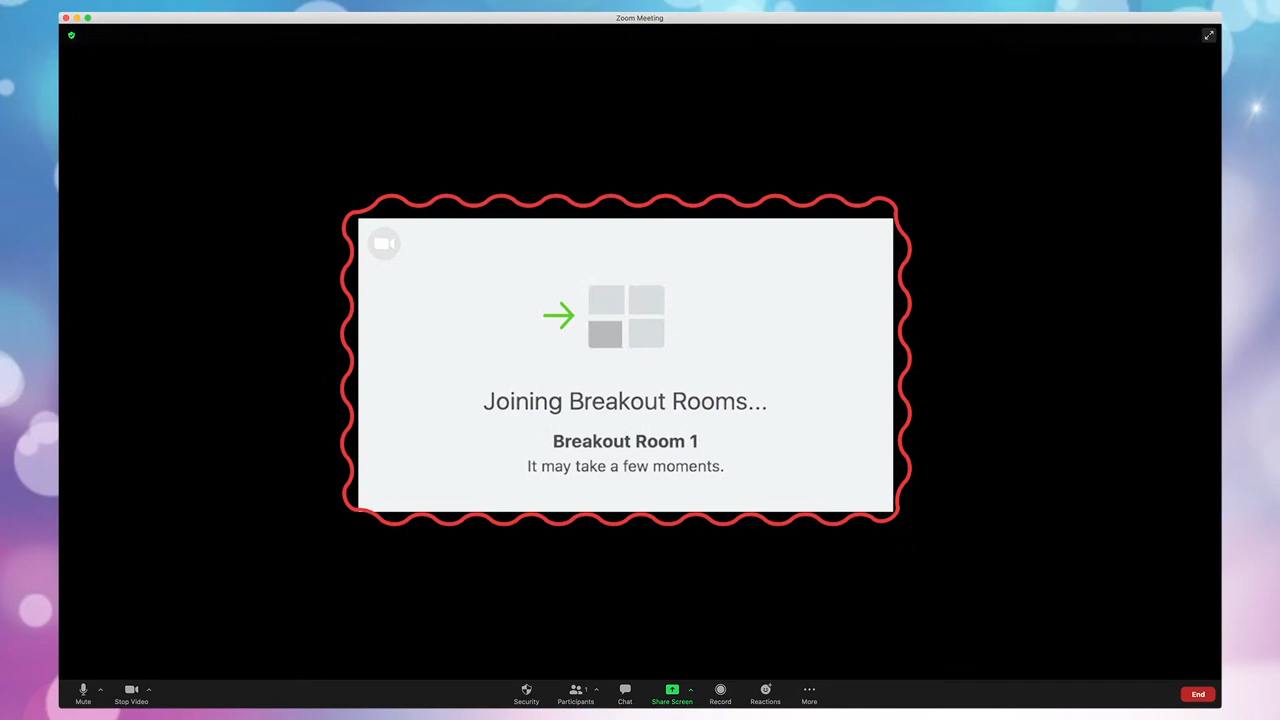 Zoom Meeting
Joining Breakout Rooms...
Breakout Room 1
It may take a few moments.
Mute
Stop Video
Security
Participants 1
Chat
Share Screen
Record
Reactions
More
End